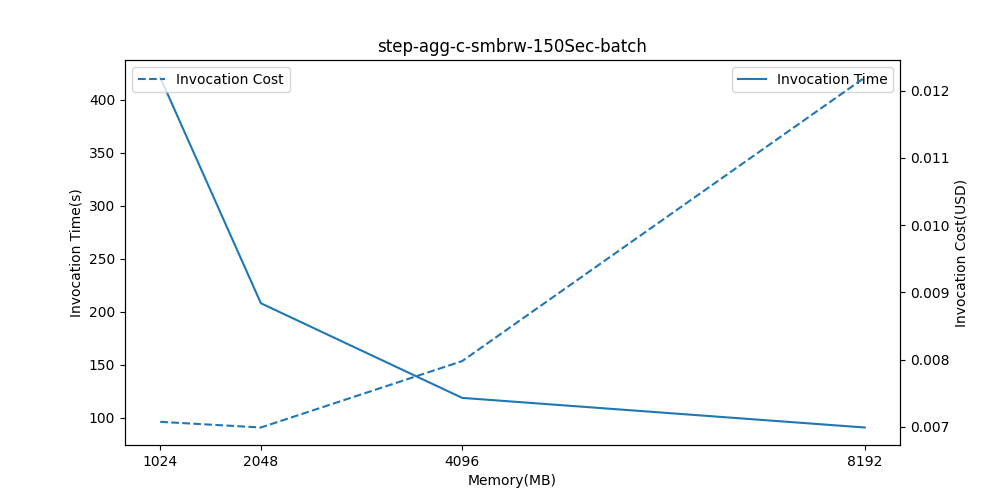 step-agg-c-smbrw-150Sec-batch
Invocation Cost
Invocation Time
400
350
300
250
200
150
100
Invocation Time(s)
0.012
0.011
0.010
0.009
0.008
0.007
Invocation Cost(USD)
1024
2048
4096
8192
Memory(MB)